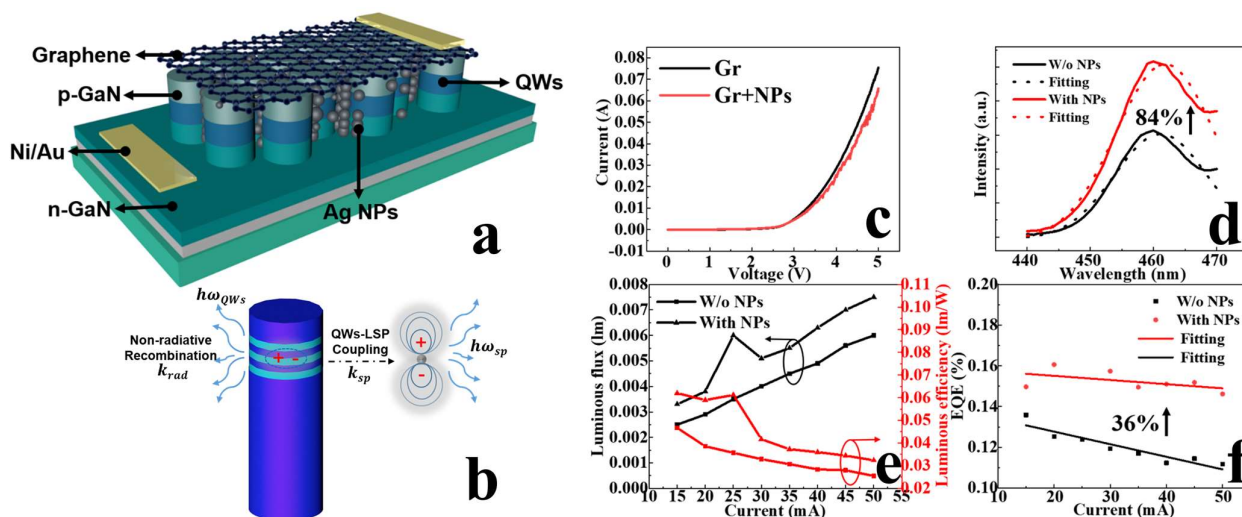 a
Graphene
p-GaN
Ni/Au
n-GaN
QWs
Ag NPs
b
ħω_QWs
Non-radiative
Recombination
k_rad
QWs-LSP
Coupling
k_sp
ħω_sp
+ -
+
-
c
Current (A)
0.08
0.07
0.06
0.05
0.04
0.03
0.02
0.01
0.00
-0.01
Gr
Gr+NPs
0 1 2 3 4 5
Voltage (V)
d
Intensity (a.u.)
W/o NPs
Fitting
With NPs
Fitting
84%
440 450 460 470
Wavelength (nm)
e
Luminous flux (lm)
0.008
0.007
0.006
0.005
0.004
0.003
0.002
0.001
0.000
W/o NPs
With NPs
0.11
0.10
0.09
0.08
0.07
0.06
0.05
0.04
0.03
0.02
Luminous efficiency (lm/W)
10 15 20 25 30 35 40 45 50 55
Current (mA)
f
EQE (%)
0.20
0.18
0.16
0.14
0.12
0.10
W/o NPs
With NPs
Fitting
Fitting
36%
10 20 30 40 50
Current (mA)